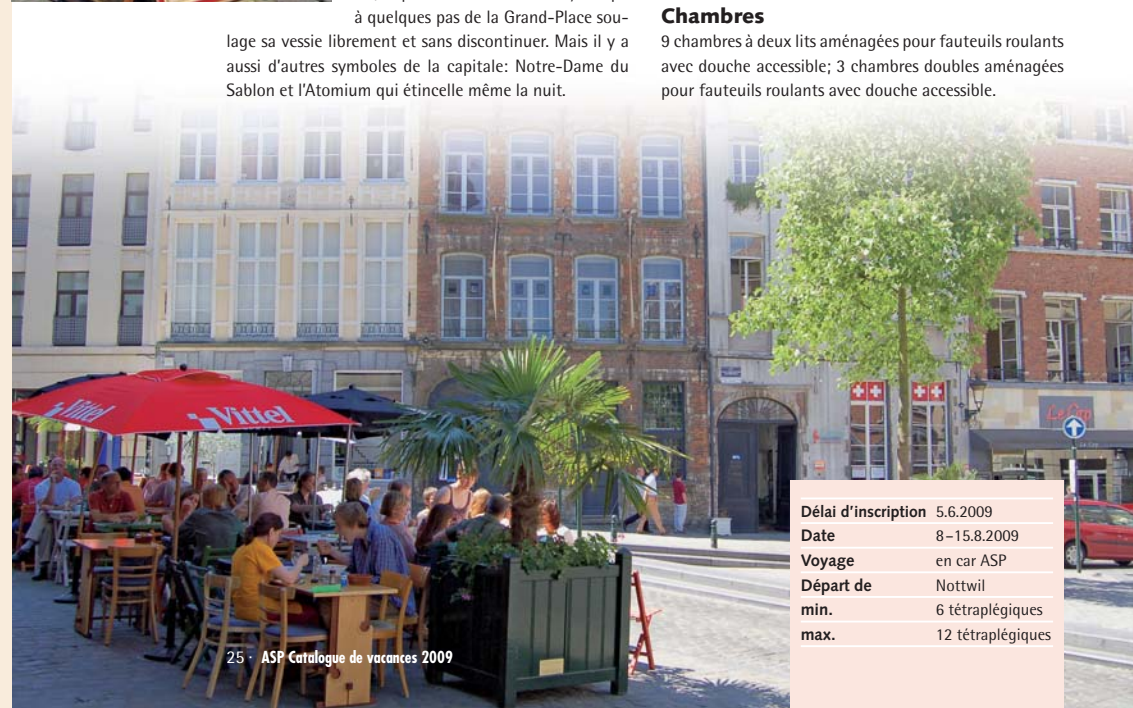 à quelques pas de la Grand-Place sou-
lage sa vessie librement et sans discontinuer. Mais il y a
aussi d'autres symboles de la capitale: Notre-Dame du
Sablon et l'Atomium qui étincelle même la nuit.
Chambres
9 chambres à deux lits aménagées pour fauteuils roulants
avec douche accessible; 3 chambres doubles aménagées
pour fauteuils roulants avec douche accessible.
Vittel
Vittel
Le Cap
Délai d'inscription 5.6.2009
Date 8–15.8.2009
Voyage en car ASP
Départ de Nottwil
min. 6 tétraplégiques
max. 12 tétraplégiques
25 · ASP Catalogue de vacances 2009